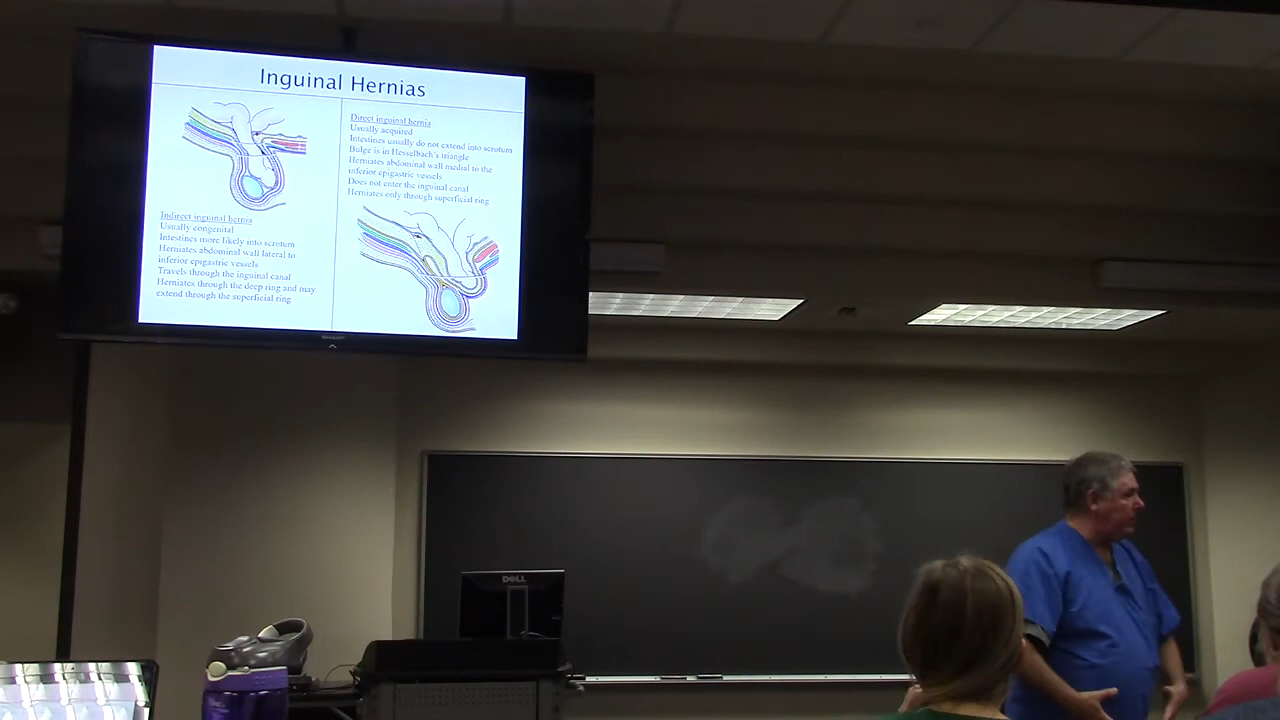 Inguinal Hernias
Direct inguinal hernia
Usually acquired
Intestines usually do not extend into scrotum
Bulge is in Hesselbach's triangle
Herniates abdominal wall medial to the
inferior epigastric vessels
Does not enter the inguinal canal
Herniates only through superficial ring
Indirect inguinal hernia
Usually congenital
Intestines more likely into scrotum
Herniates abdominal wall lateral to
inferior epigastric vessels
Travels through the inguinal canal
Herniates through the deep ring and may
extend through the superficial ring
SHARP
DELL